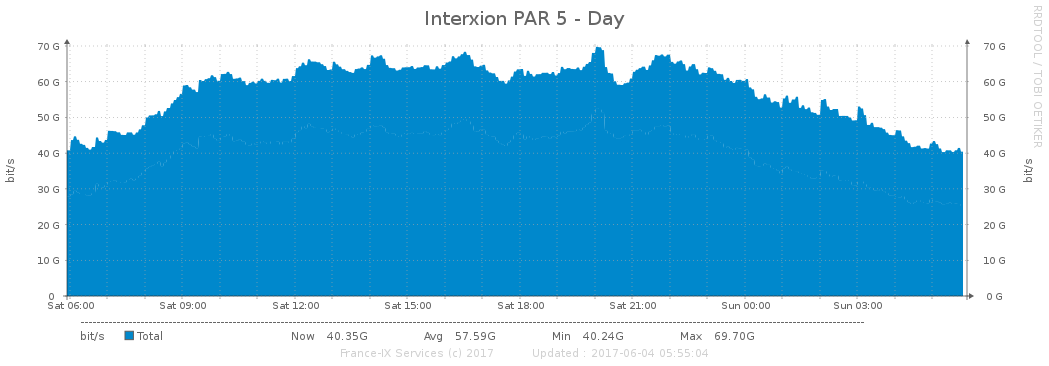 Interxion PAR 5 - Day
RRDTOOL / TOBI OETIKER
70 G 70 G
60 G 60 G
50 G 50 G
40 G 40 G
30 G 30 G
20 G 20 G
10 G 10 G
0 0 G
bit/s bit/s
Sat 06:00 Sat 09:00 Sat 12:00 Sat 15:00 Sat 18:00 Sat 21:00 Sun 00:00 Sun 03:00
bit/s Total Now 40.35G Avg 57.59G Min 40.24G Max 69.70G
France-IX Services (c) 2017 Updated : 2017-06-04 05:55:04